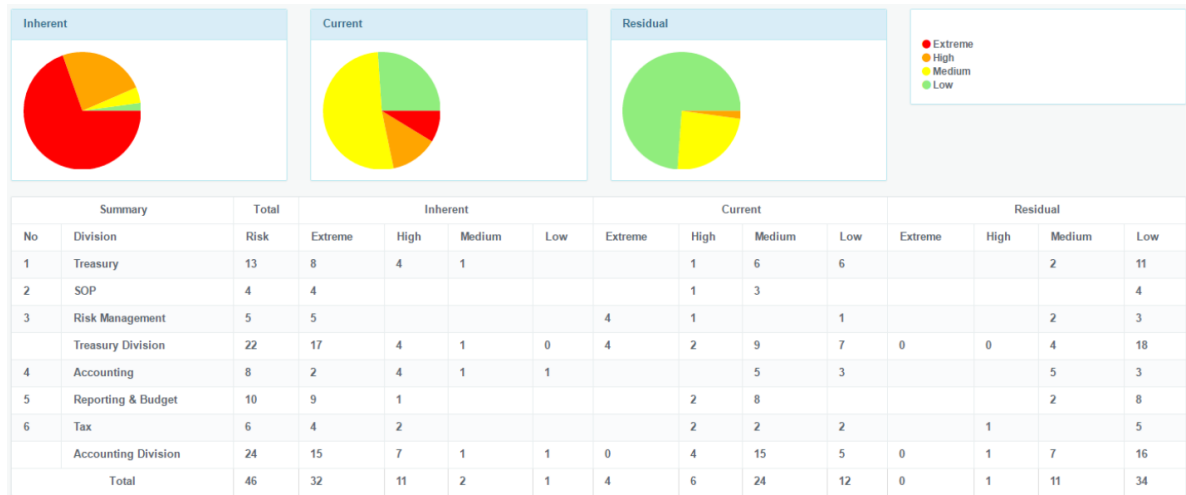 Inherent
Current
Residual
Extreme
High
Medium
Low
Summary Total Inherent Current Residual
No Division Risk Extreme High Medium Low Extreme High Medium Low Extreme High Medium Low
1 Treasury 13 8 4 1 1 6 6 2 11
2 SOP 4 4 1 3 4
3 Risk Management 5 5 4 1 1 2 3
Treasury Division 22 17 4 1 0 4 2 9 7 0 0 4 18
4 Accounting 8 2 4 1 1 5 3 5 3
5 Reporting & Budget 10 9 1 2 8 2 8
6 Tax 6 4 2 2 2 2 1 5
Accounting Division 24 15 7 1 1 0 4 15 5 0 1 7 16
Total 46 32 11 2 1 4 6 24 12 0 1 11 34